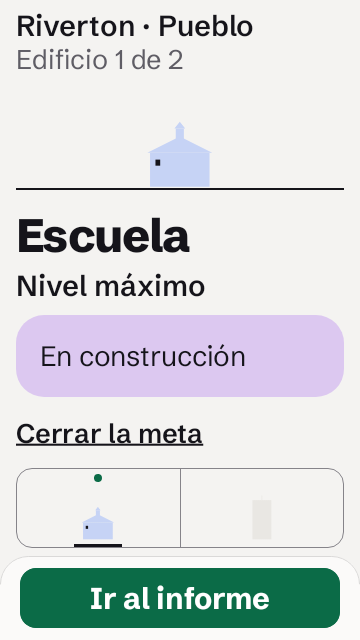 Riverton · Pueblo
Edificio 1 de 2
Escuela
Nivel máximo
En construcción
Cerrar la meta
Ir al informe